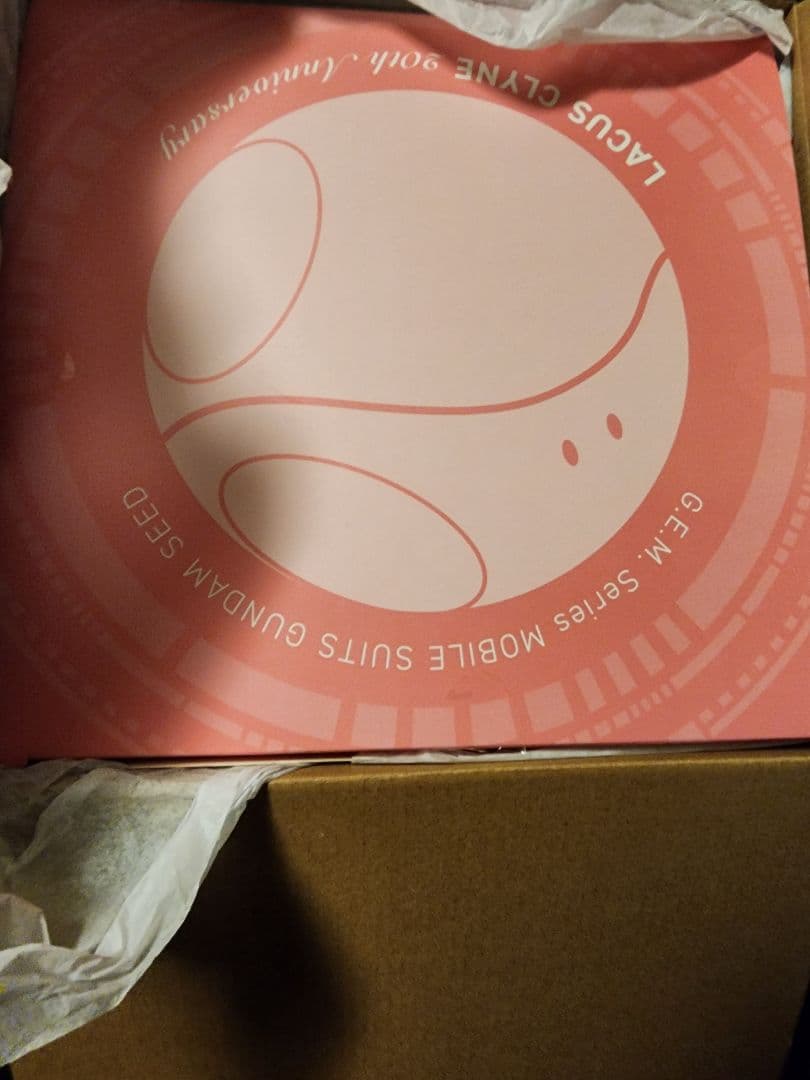 G.E.M. Series MOBILE SUITS GUNDAM SEED
LACUS CLYNE 20th Anniversary